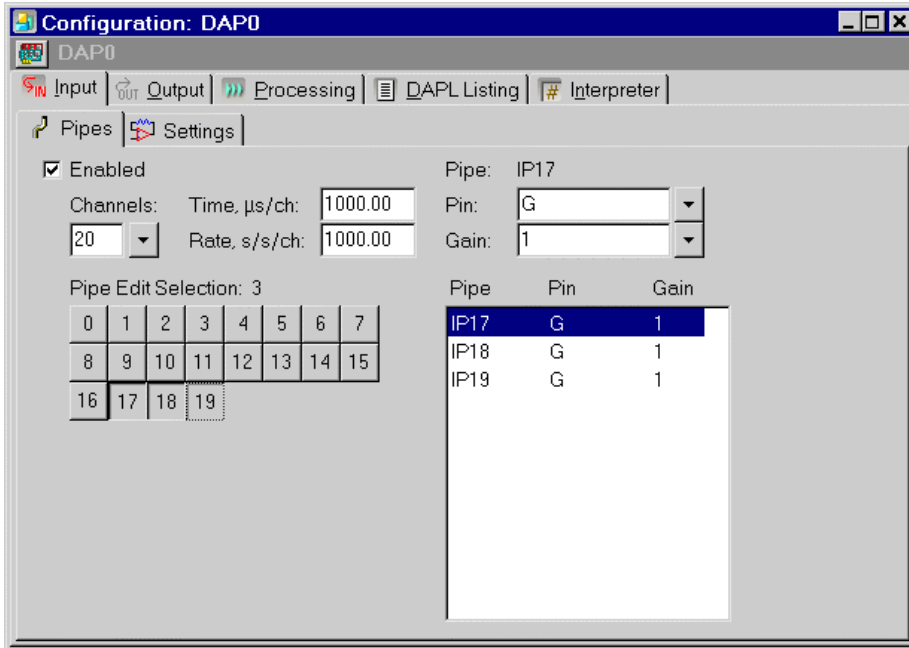 Configuration: DAP0
DAP0
IN Input OUT Output Processing DAPL Listing # Interpreter
Pipes Settings
Enabled Pipe: IP17
Channels: Time, µs/ch: 1000.00 Pin: G
20 Rate, s/s/ch: 1000.00 Gain: 1
Pipe Edit Selection: 3 Pipe Pin Gain
0 1 2 3 4 5 6 7 IP17 G 1
8 9 10 11 12 13 14 15 IP18 G 1
16 17 18 19 IP19 G 1